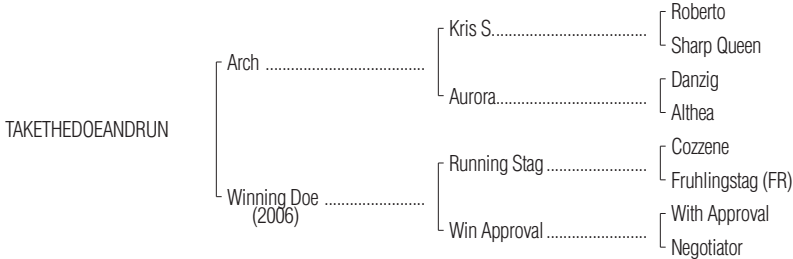 Roberto
Kris S.......................................
Sharp Queen
Arch ......................................
Danzig
Aurora....................................
Althea
TAKETHEDOEANDRUN
Cozzene
Running Stag ........................
Fruhlingstag (FR)
Winning Doe ........................
(2006)
With Approval
Win Approval .........................
Negotiator